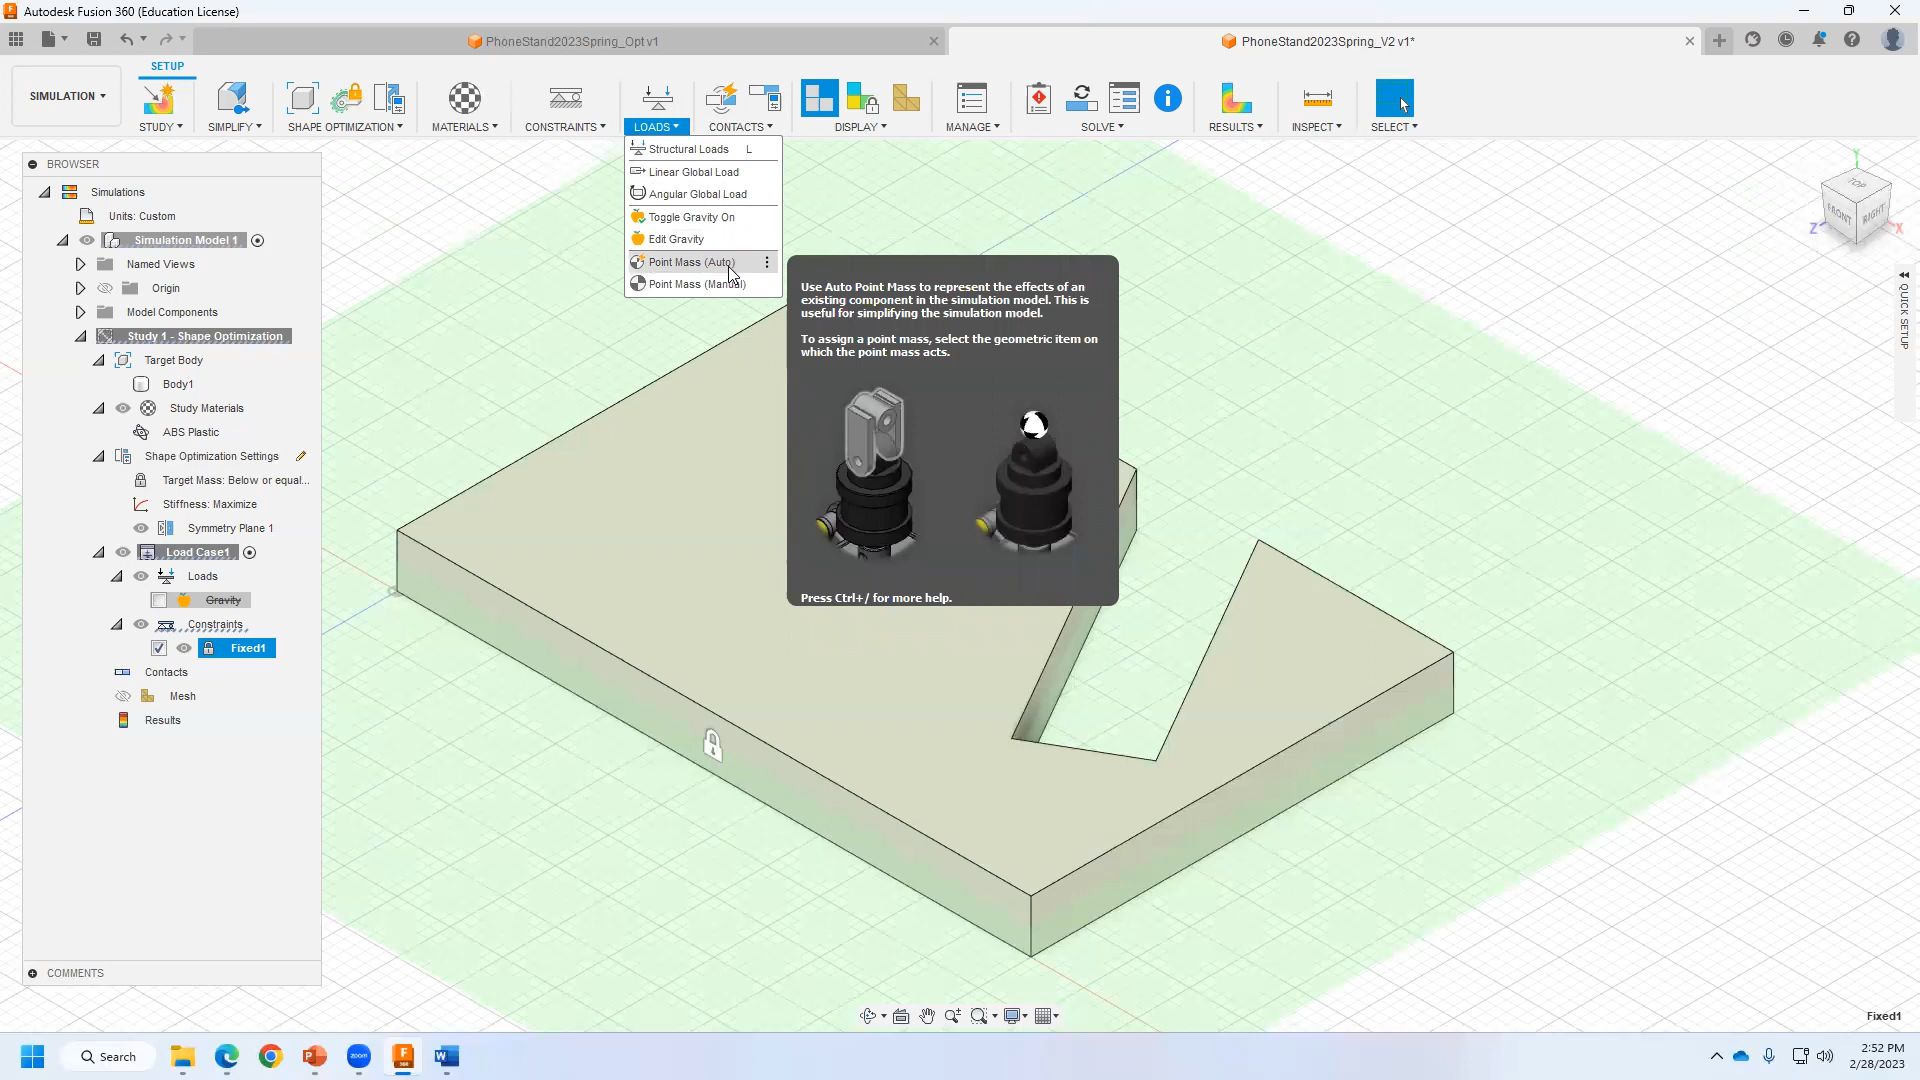 Autodesk Fusion 360 (Education License)
PhoneStand2023Spring_Opt v1
PhoneStand2023Spring_V2 v1*
SIMULATION
SETUP
STUDY
SIMPLIFY
SHAPE OPTIMIZATION
MATERIALS
CONSTRAINTS
LOADS
CONTACTS
DISPLAY
MANAGE
SOLVE
RESULTS
INSPECT
SELECT
Structural Loads L
Linear Global Load
Angular Global Load
Toggle Gravity On
Edit Gravity
Point Mass (Auto)
Point Mass (Manual)
Use Auto Point Mass to represent the effects of an
existing component in the simulation model. This is
useful for simplifying the simulation model.
To assign a point mass, select the geometric item on
which the point mass acts.
Press Ctrl+/ for more help.
BROWSER
Simulations
Units: Custom
Simulation Model 1
Named Views
Origin
Model Components
Study 1 - Shape Optimization
Target Body
Body1
Study Materials
ABS Plastic
Shape Optimization Settings
Target Mass: Below or equal...
Stiffness: Maximize
Symmetry Plane 1
Load Case1
Loads
Gravity
Constraints
Fixed1
Contacts
Mesh
Results
COMMENTS
Y
TOP
FRONT
RIGHT
Z
X
QUICK SETUP
Fixed1
Search
zoom
F
360
W
P
2:52 PM
2/28/2023